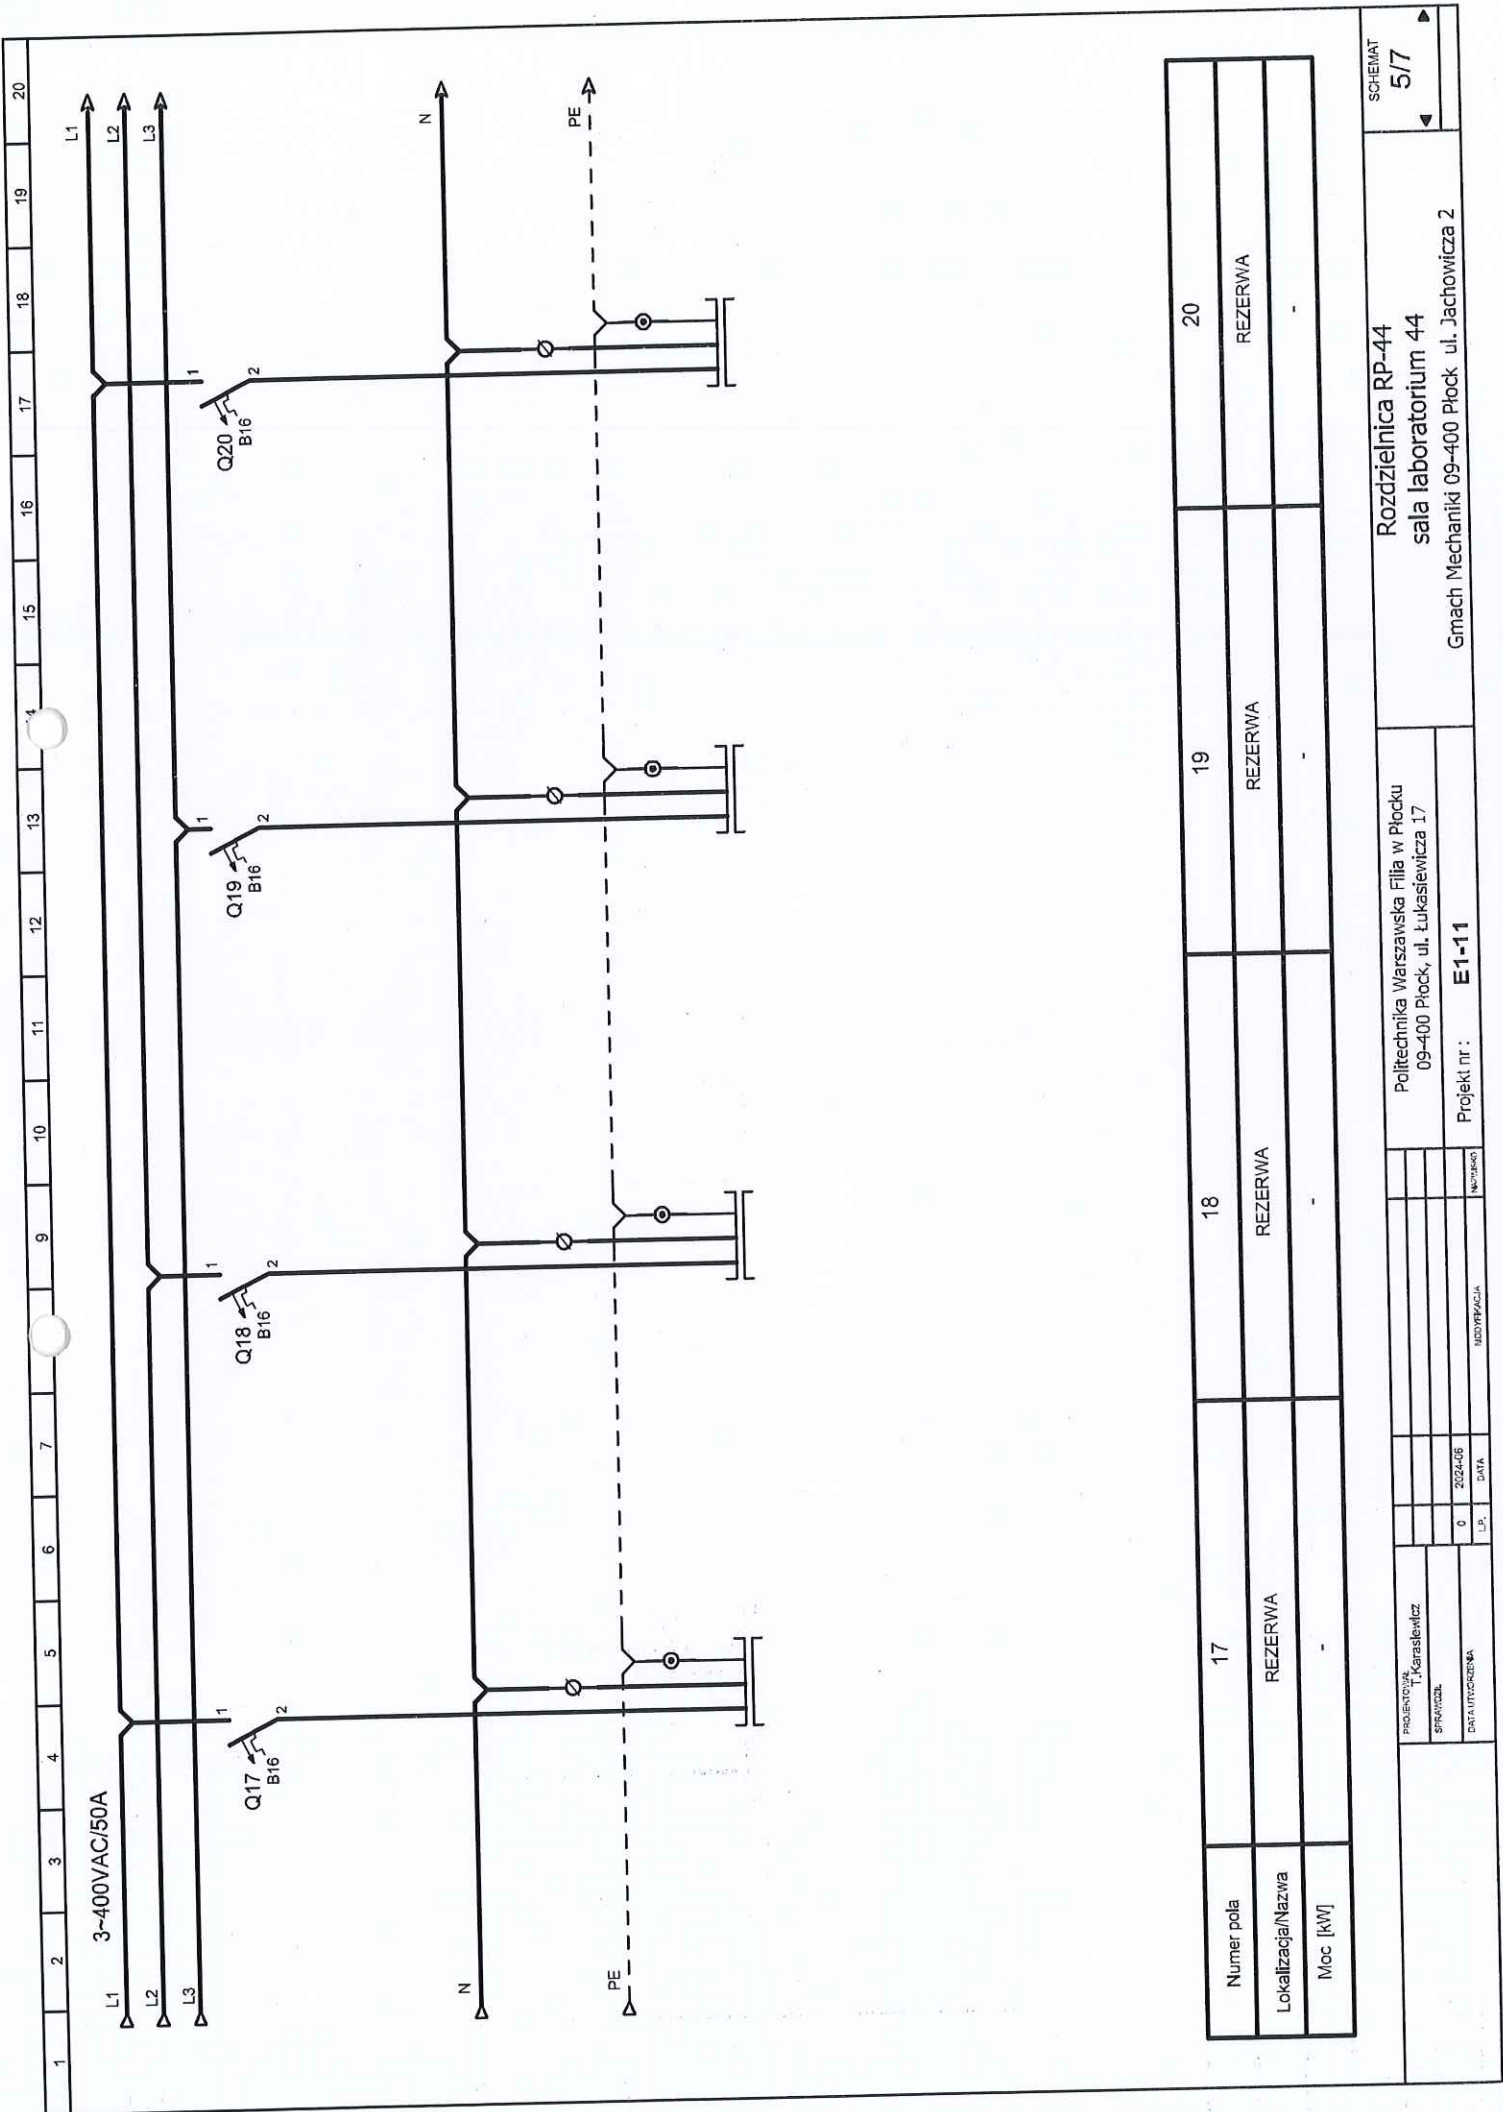 1 2 3 4 5 6 7 9 10 11 12 13 15 16 17 18 19 20
3~400VAC/50A
L1 L1
L2 L2
L3 L3
1 1 1 1
Q17 Q18 Q19 Q20
B16 B16 B16 B16
2 2 2 2
N N
PE PE
Numer pola 17 18 19 20
Lokalizacja/Nazwa REZERWA REZERWA REZERWA REZERWA
Moc [kW] - - - -
PROJEKTOWAŁ
T.Karasiewicz
SPRAWDZIŁ
DATA UTWORZENIA
0 2024-06
L.P. DATA MODYFIKACJA NAZWISKO
Politechnika Warszawska Filia w Płocku
09-400 Płock, ul. Łukasiewicza 17
Projekt nr : E1-11
Rozdzielnica RP-44
sala laboratorium 44
Gmach Mechaniki 09-400 Płock ul. Jachowicza 2
SCHEMAT
5/7